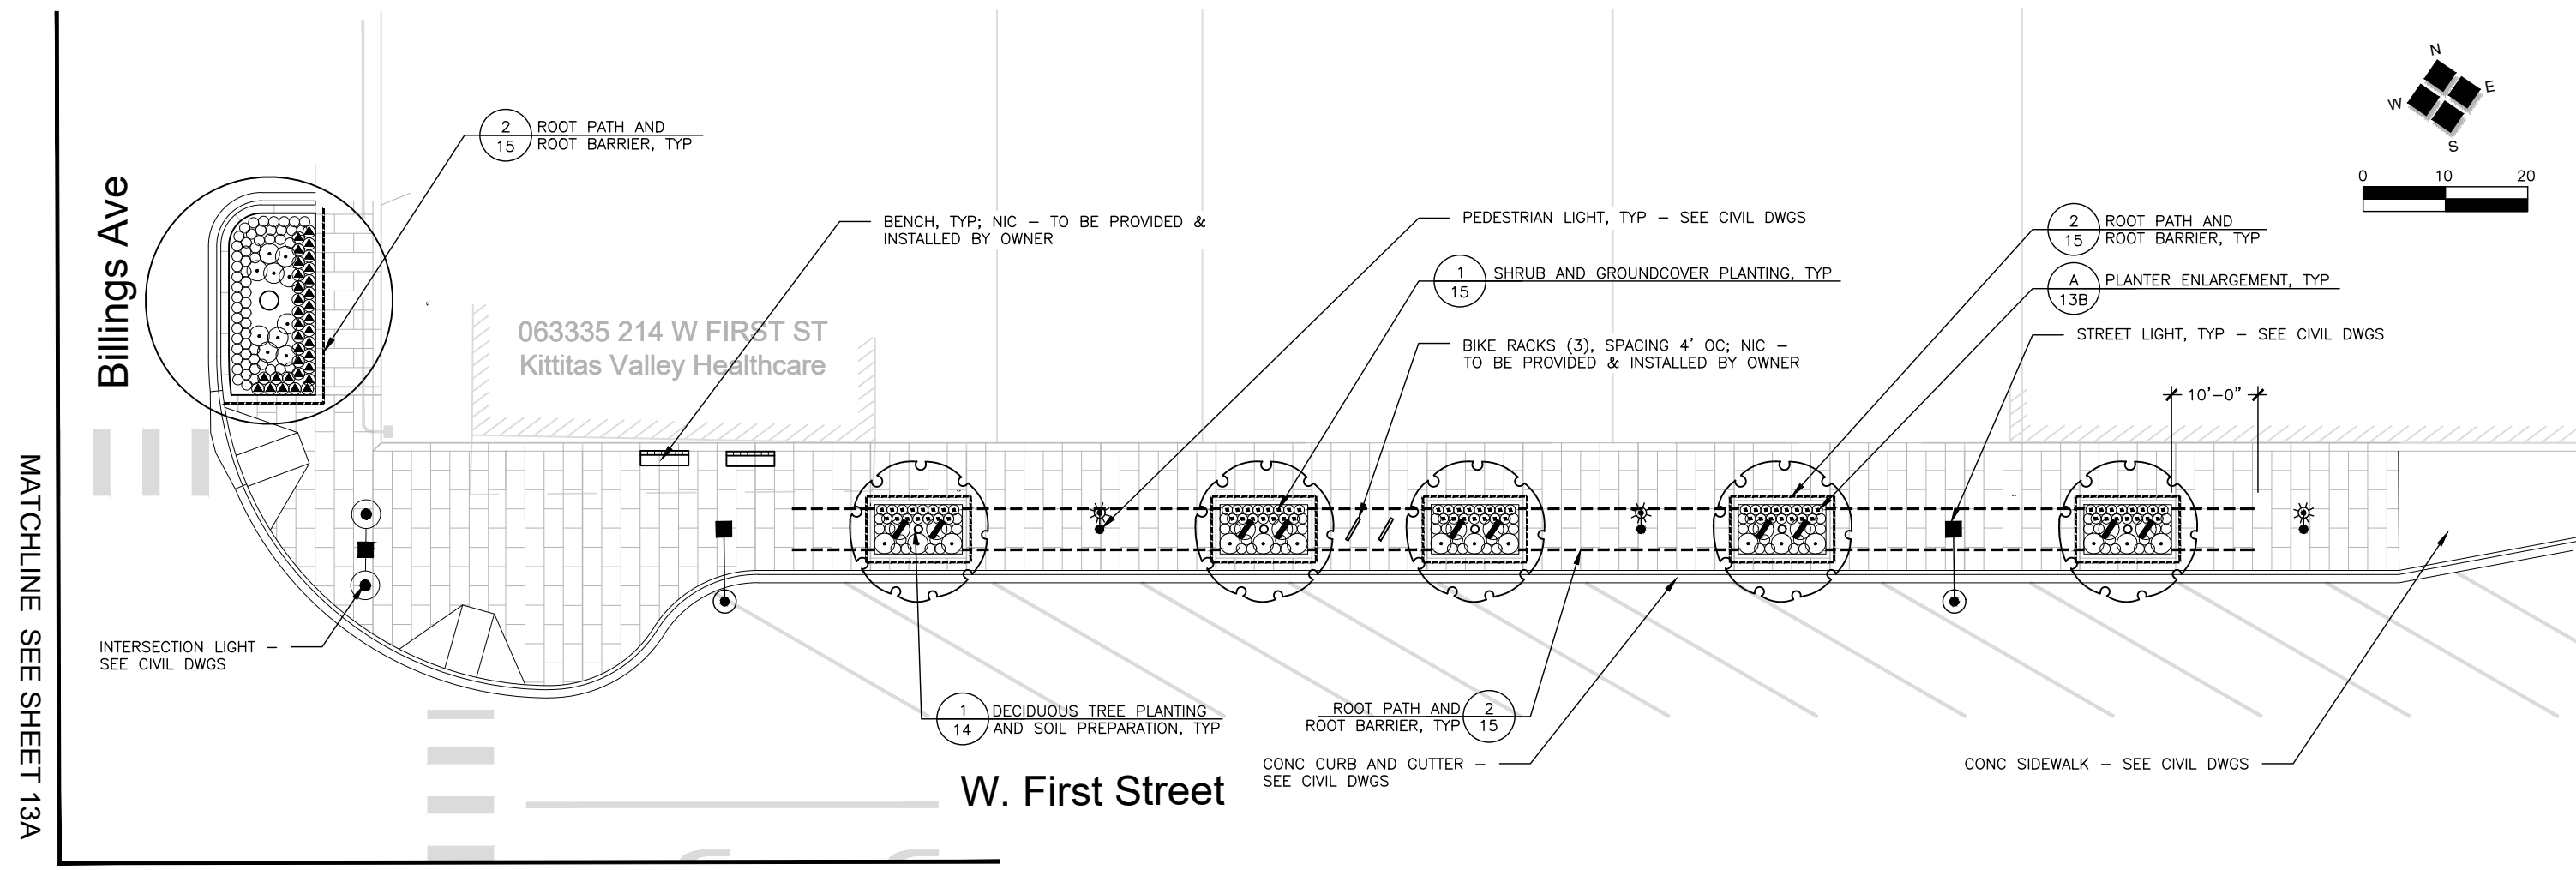 N
W
E
S
0 10 20
2
15
ROOT PATH AND
ROOT BARRIER, TYP
Billings Ave
BENCH, TYP; NIC – TO BE PROVIDED &
INSTALLED BY OWNER
063335 214 W FIRST ST
Kittitas Valley Healthcare
PEDESTRIAN LIGHT, TYP – SEE CIVIL DWGS
1
15
SHRUB AND GROUNDCOVER PLANTING, TYP
BIKE RACKS (3), SPACING 4' OC; NIC –
TO BE PROVIDED & INSTALLED BY OWNER
2
15
ROOT PATH AND
ROOT BARRIER, TYP
A
13B
PLANTER ENLARGEMENT, TYP
STREET LIGHT, TYP – SEE CIVIL DWGS
10'-0"
MATCHLINE SEE SHEET 13A
INTERSECTION LIGHT –
SEE CIVIL DWGS
1
14
DECIDUOUS TREE PLANTING
AND SOIL PREPARATION, TYP
ROOT PATH AND
ROOT BARRIER, TYP
2
15
CONC CURB AND GUTTER –
SEE CIVIL DWGS
CONC SIDEWALK – SEE CIVIL DWGS
W. First Street